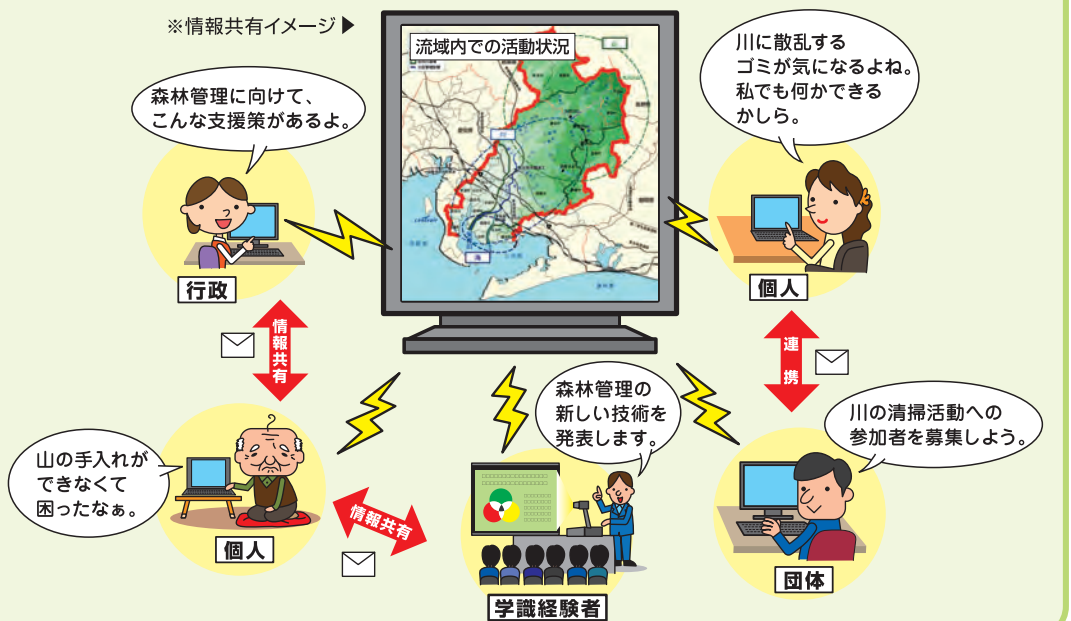 ※情報共有イメージ▶
流域内での活動状況
山
川
海
森林管理に向けて、
こんな支援策があるよ。
行政
川に散乱する
ゴミが気になるよね。
私でも何かできる
かしら。
個人
情報共有
連携
山の手入れが
できなくて
困ったなぁ。
個人
情報共有
森林管理の
新しい技術を
発表します。
学識経験者
川の清掃活動への
参加者を募集しよう。
団体